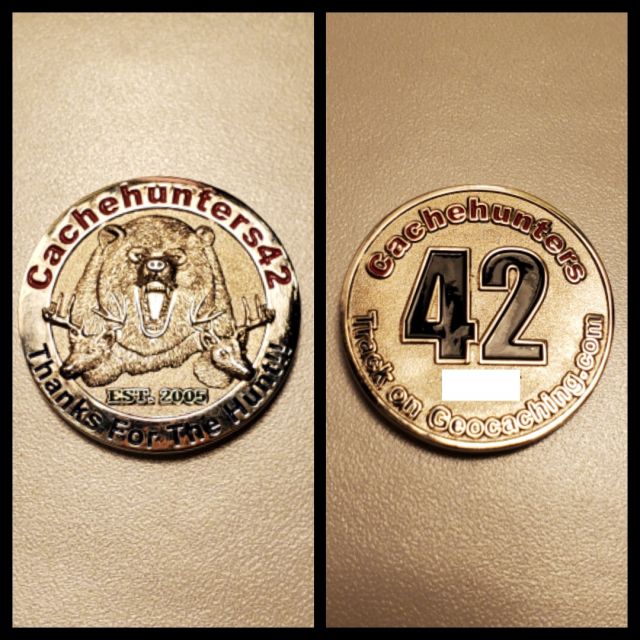 Cachehunters42
EST. 2005
Thanks For The Hunt!!
Cachehunters
42
Track on Geocaching.com